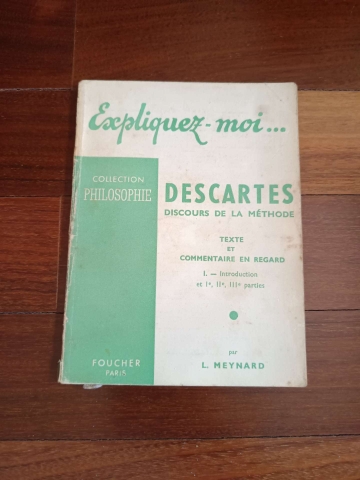 Expliquez-moi...
COLLECTION
PHILOSOPHIE
DESCARTES
DISCOURS DE LA MÉTHODE
TEXTE
ET
COMMENTAIRE EN REGARD
I. — Introduction
et Iᵉ, IIᵉ, IIIᵉ parties
par
L. MEYNARD
FOUCHER
PARIS